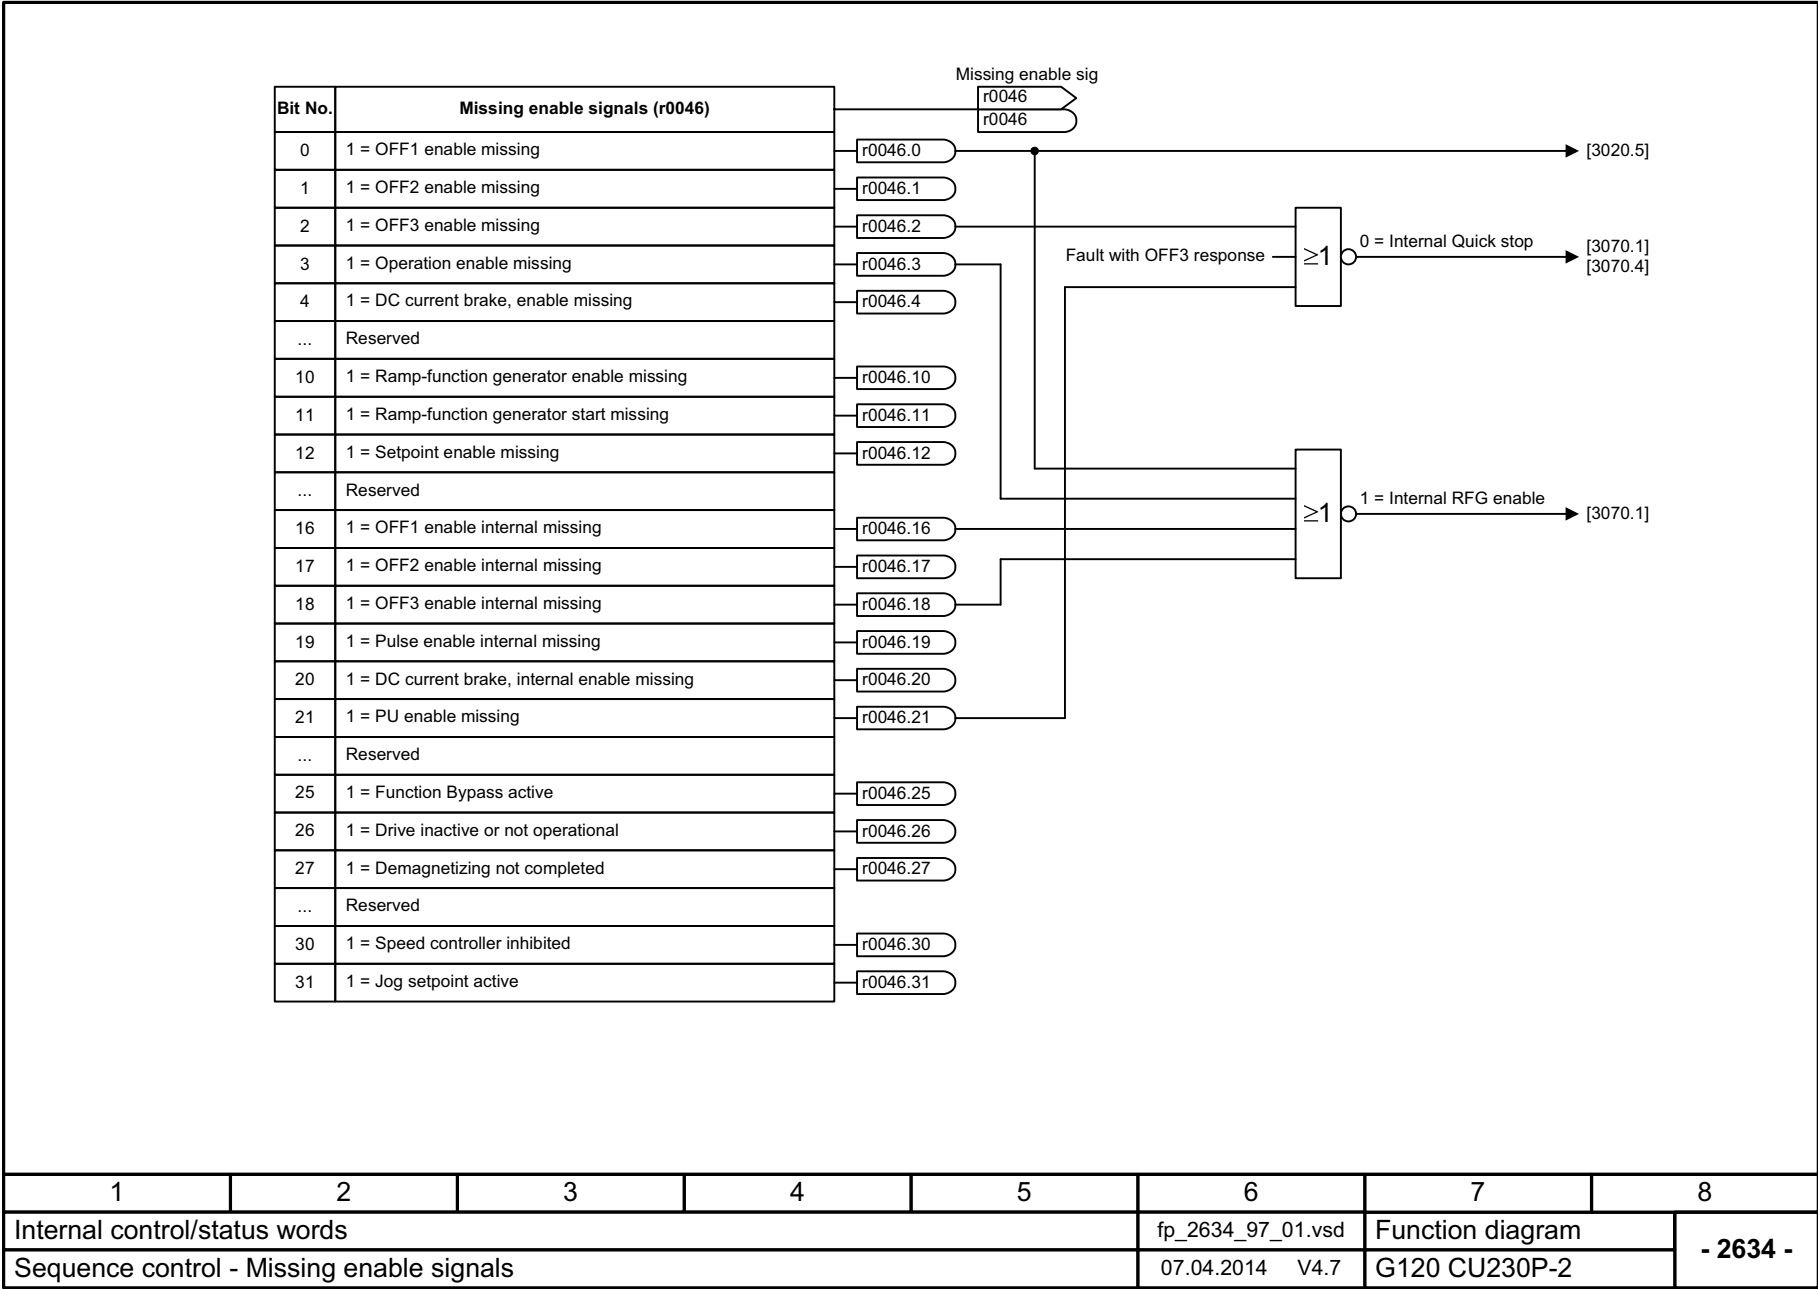 Missing enable sig
r0046
r0046
Bit No. Missing enable signals (r0046)
0 1 = OFF1 enable missing r0046.0 [3020.5]
1 1 = OFF2 enable missing r0046.1
2 1 = OFF3 enable missing r0046.2
3 1 = Operation enable missing r0046.3
4 1 = DC current brake, enable missing r0046.4
... Reserved
10 1 = Ramp-function generator enable missing r0046.10
11 1 = Ramp-function generator start missing r0046.11
12 1 = Setpoint enable missing r0046.12
... Reserved
16 1 = OFF1 enable internal missing r0046.16
17 1 = OFF2 enable internal missing r0046.17
18 1 = OFF3 enable internal missing r0046.18
19 1 = Pulse enable internal missing r0046.19
20 1 = DC current brake, internal enable missing r0046.20
21 1 = PU enable missing r0046.21
... Reserved
25 1 = Function Bypass active r0046.25
26 1 = Drive inactive or not operational r0046.26
27 1 = Demagnetizing not completed r0046.27
... Reserved
30 1 = Speed controller inhibited r0046.30
31 1 = Jog setpoint active r0046.31
Fault with OFF3 response ≥1 0 = Internal Quick stop [3070.1]
[3070.4]
≥1 1 = Internal RFG enable [3070.1]
1 2 3 4 5 6 7 8
Internal control/status words fp_2634_97_01.vsd Function diagram
- 2634 -
Sequence control - Missing enable signals 07.04.2014 V4.7 G120 CU230P-2